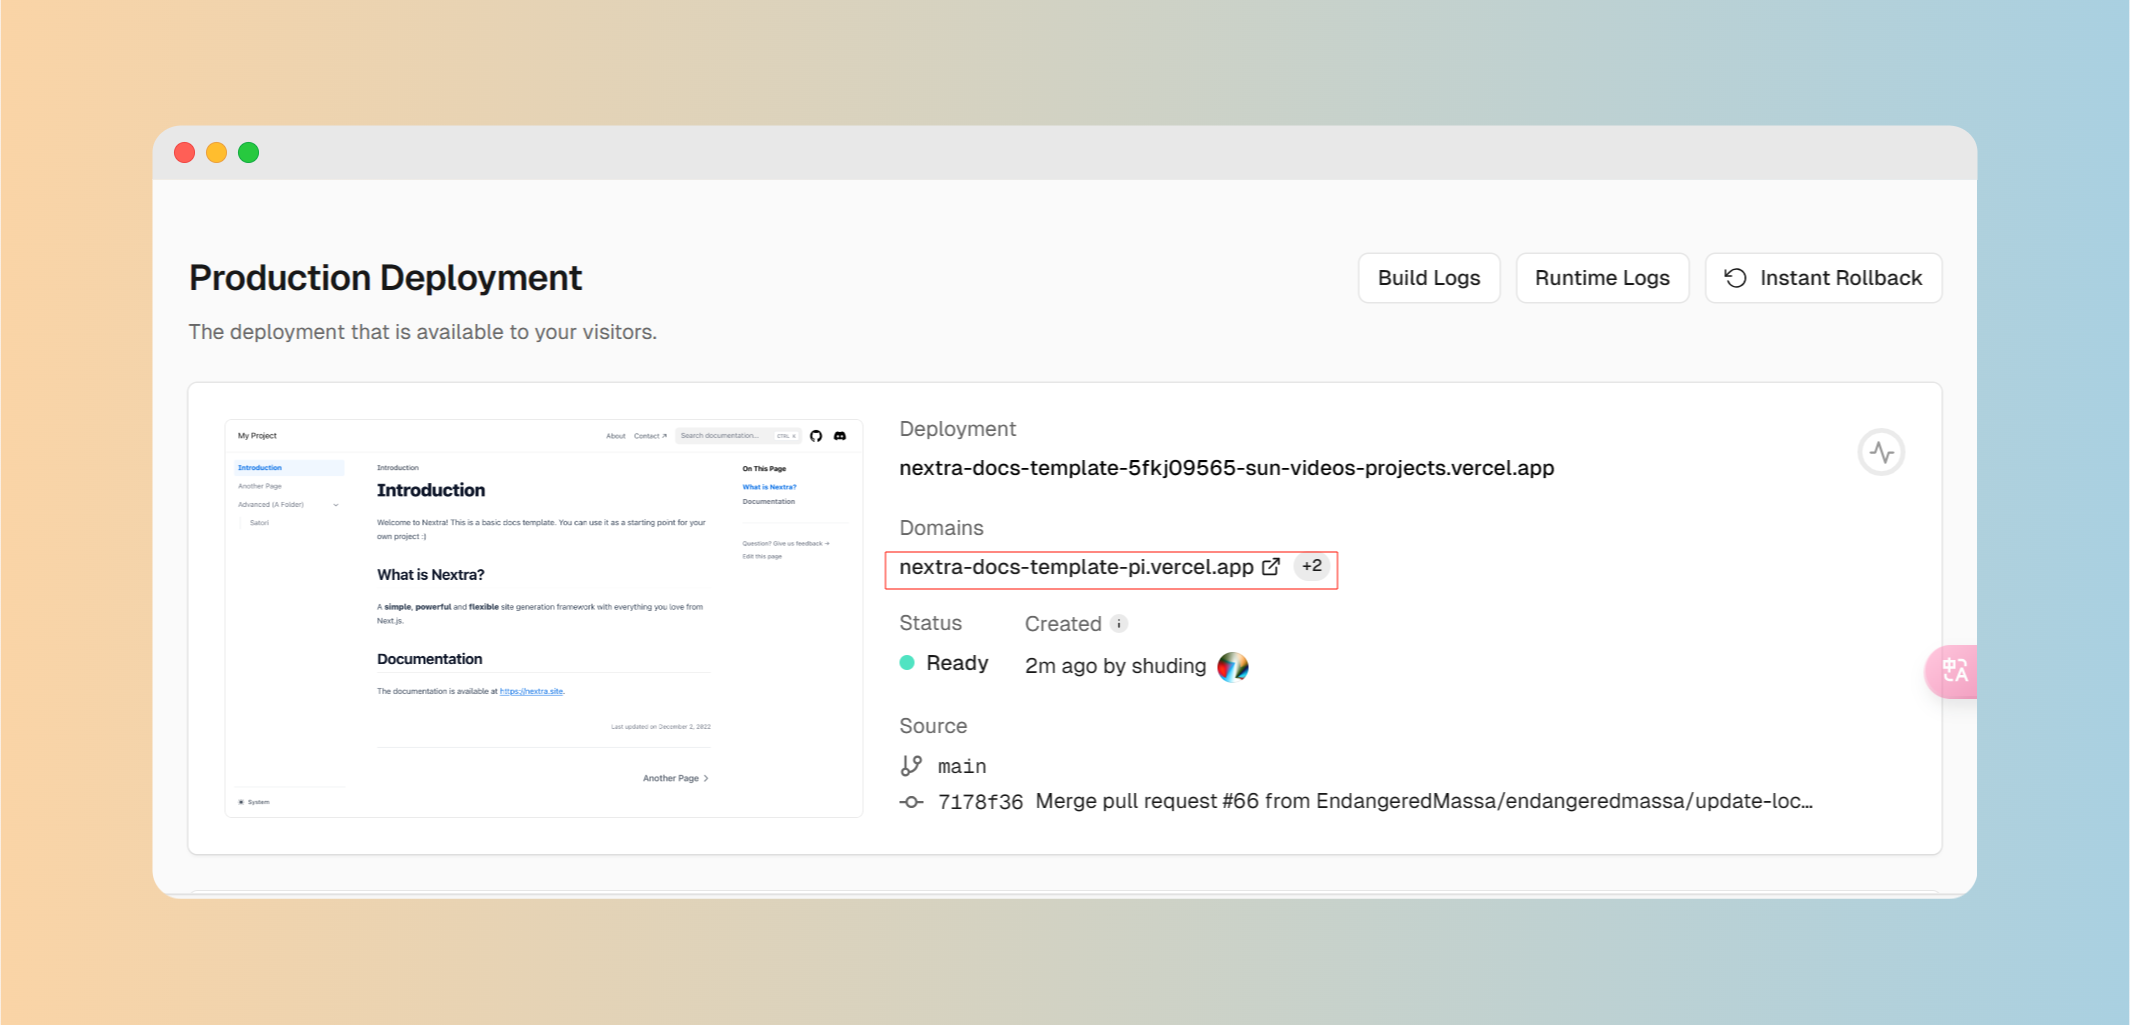 Production Deployment
Build Logs
Runtime Logs
Instant Rollback
The deployment that is available to your visitors.
My Project
About
Contact ↗
Search documentation...
CTRL K
Introduction
Another Page
Advanced (A Folder)
Satori
System
Introduction
Introduction
Welcome to Nextra! This is a basic docs template. You can use it as a starting point for your
own project :)
What is Nextra?
A simple, powerful and flexible site generation framework with everything you love from
Next.js.
Documentation
The documentation is available at https://nextra.site.
Last updated on December 2, 2022
Another Page
On This Page
What is Nextra?
Documentation
Question? Give us feedback →
Edit this page
Deployment
nextra-docs-template-5fkj09565-sun-videos-projects.vercel.app
Domains
nextra-docs-template-pi.vercel.app +2
Status
Created
Ready
2m ago by shuding
Source
main
7178f36 Merge pull request #66 from EndangeredMassa/endangeredmassa/update-loc...
中A